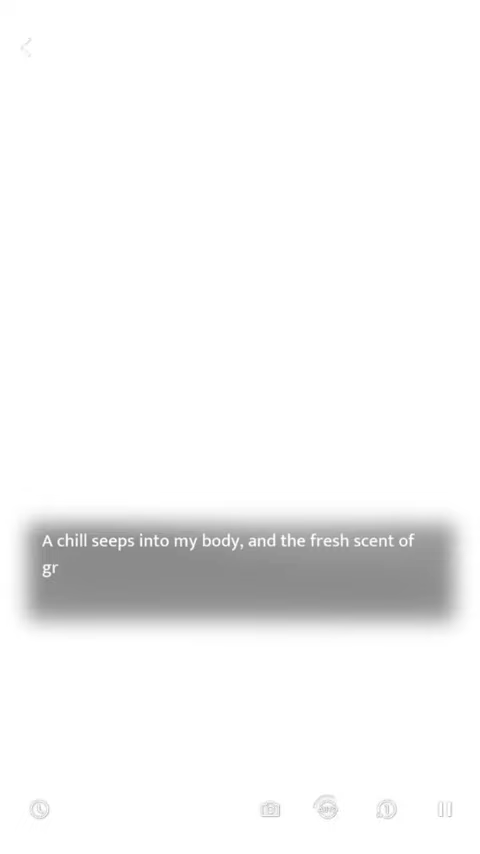 A chill seeps into my body, and the fresh scent of
gr